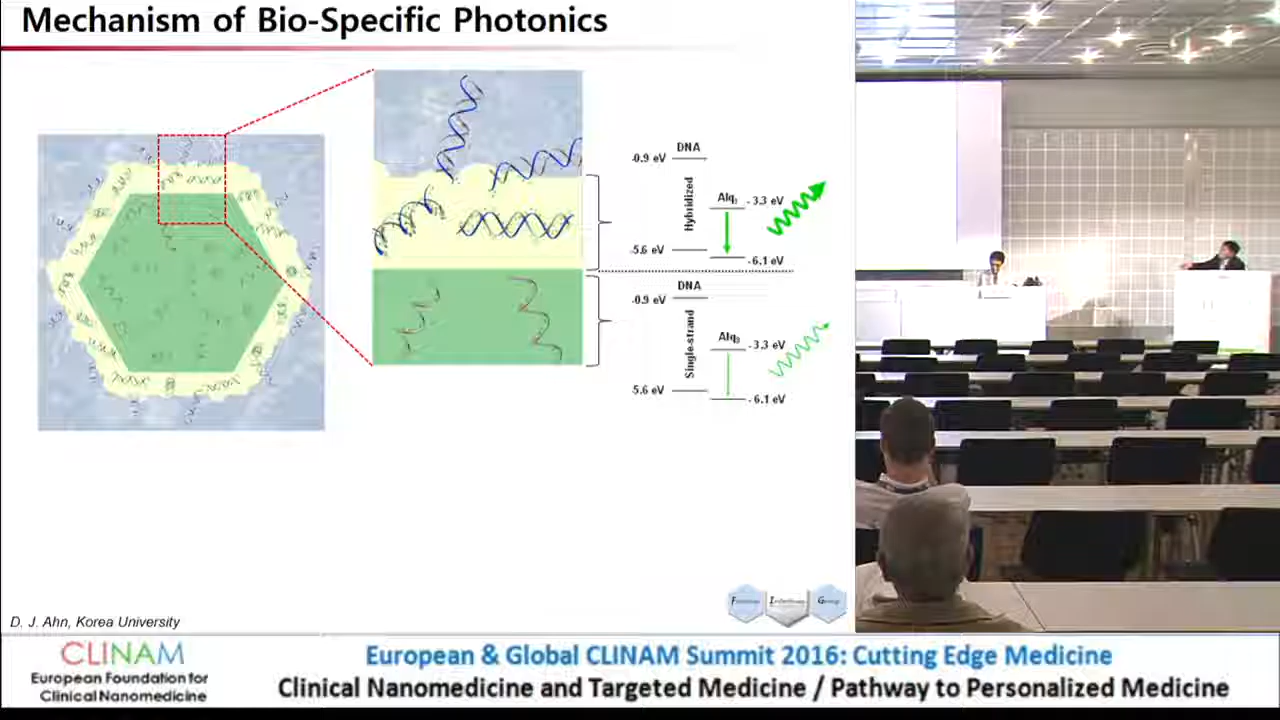 Mechanism of Bio-Specific Photonics
DNA
-0.9 eV
Hybridized
Alq₃
- 3.3 eV
-5.6 eV
-6.1 eV
DNA
-0.9 eV
Single-strand
Alq₃
- 3.3 eV
5.6 eV
- 6.1 eV
D. J. Ahn, Korea University
CLINAM
European Foundation for
Clinical Nanomedicine
European & Global CLINAM Summit 2016: Cutting Edge Medicine
Clinical Nanomedicine and Targeted Medicine / Pathway to Personalized Medicine